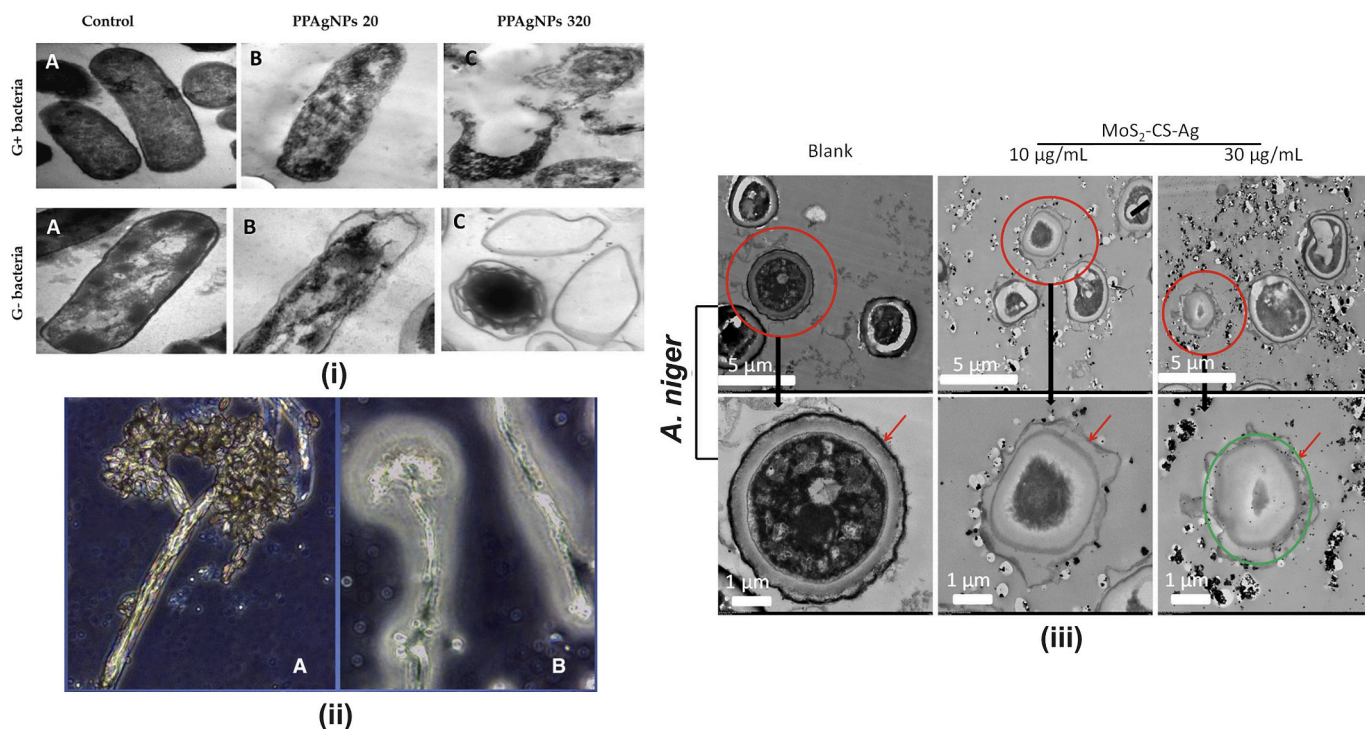 Control PPAgNPs 20 PPAgNPs 320
G+ bacteria
A B C
G- bacteria
A B C
(i)
A B
(ii)
MoS₂-CS-Ag
Blank 10 µg/mL 30 µg/mL
A. niger
5 µm 5 µm 5 µm
1 µm 1 µm 1 µm
(iii)